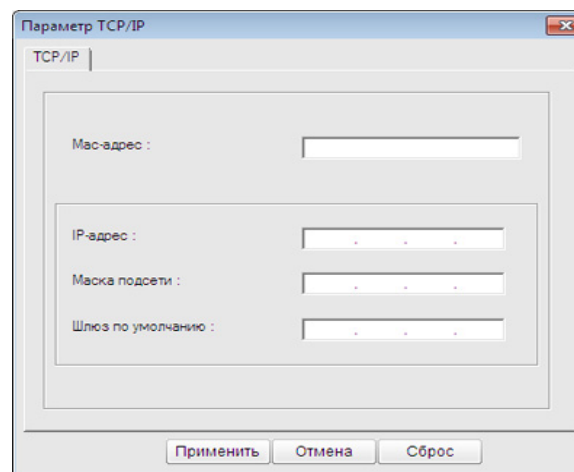 Параметр TCP/IP
TCP/IP
Mac-адрес :
IP-адрес :
Маска подсети :
Шлюз по умолчанию :
Применить Отмена Сброс